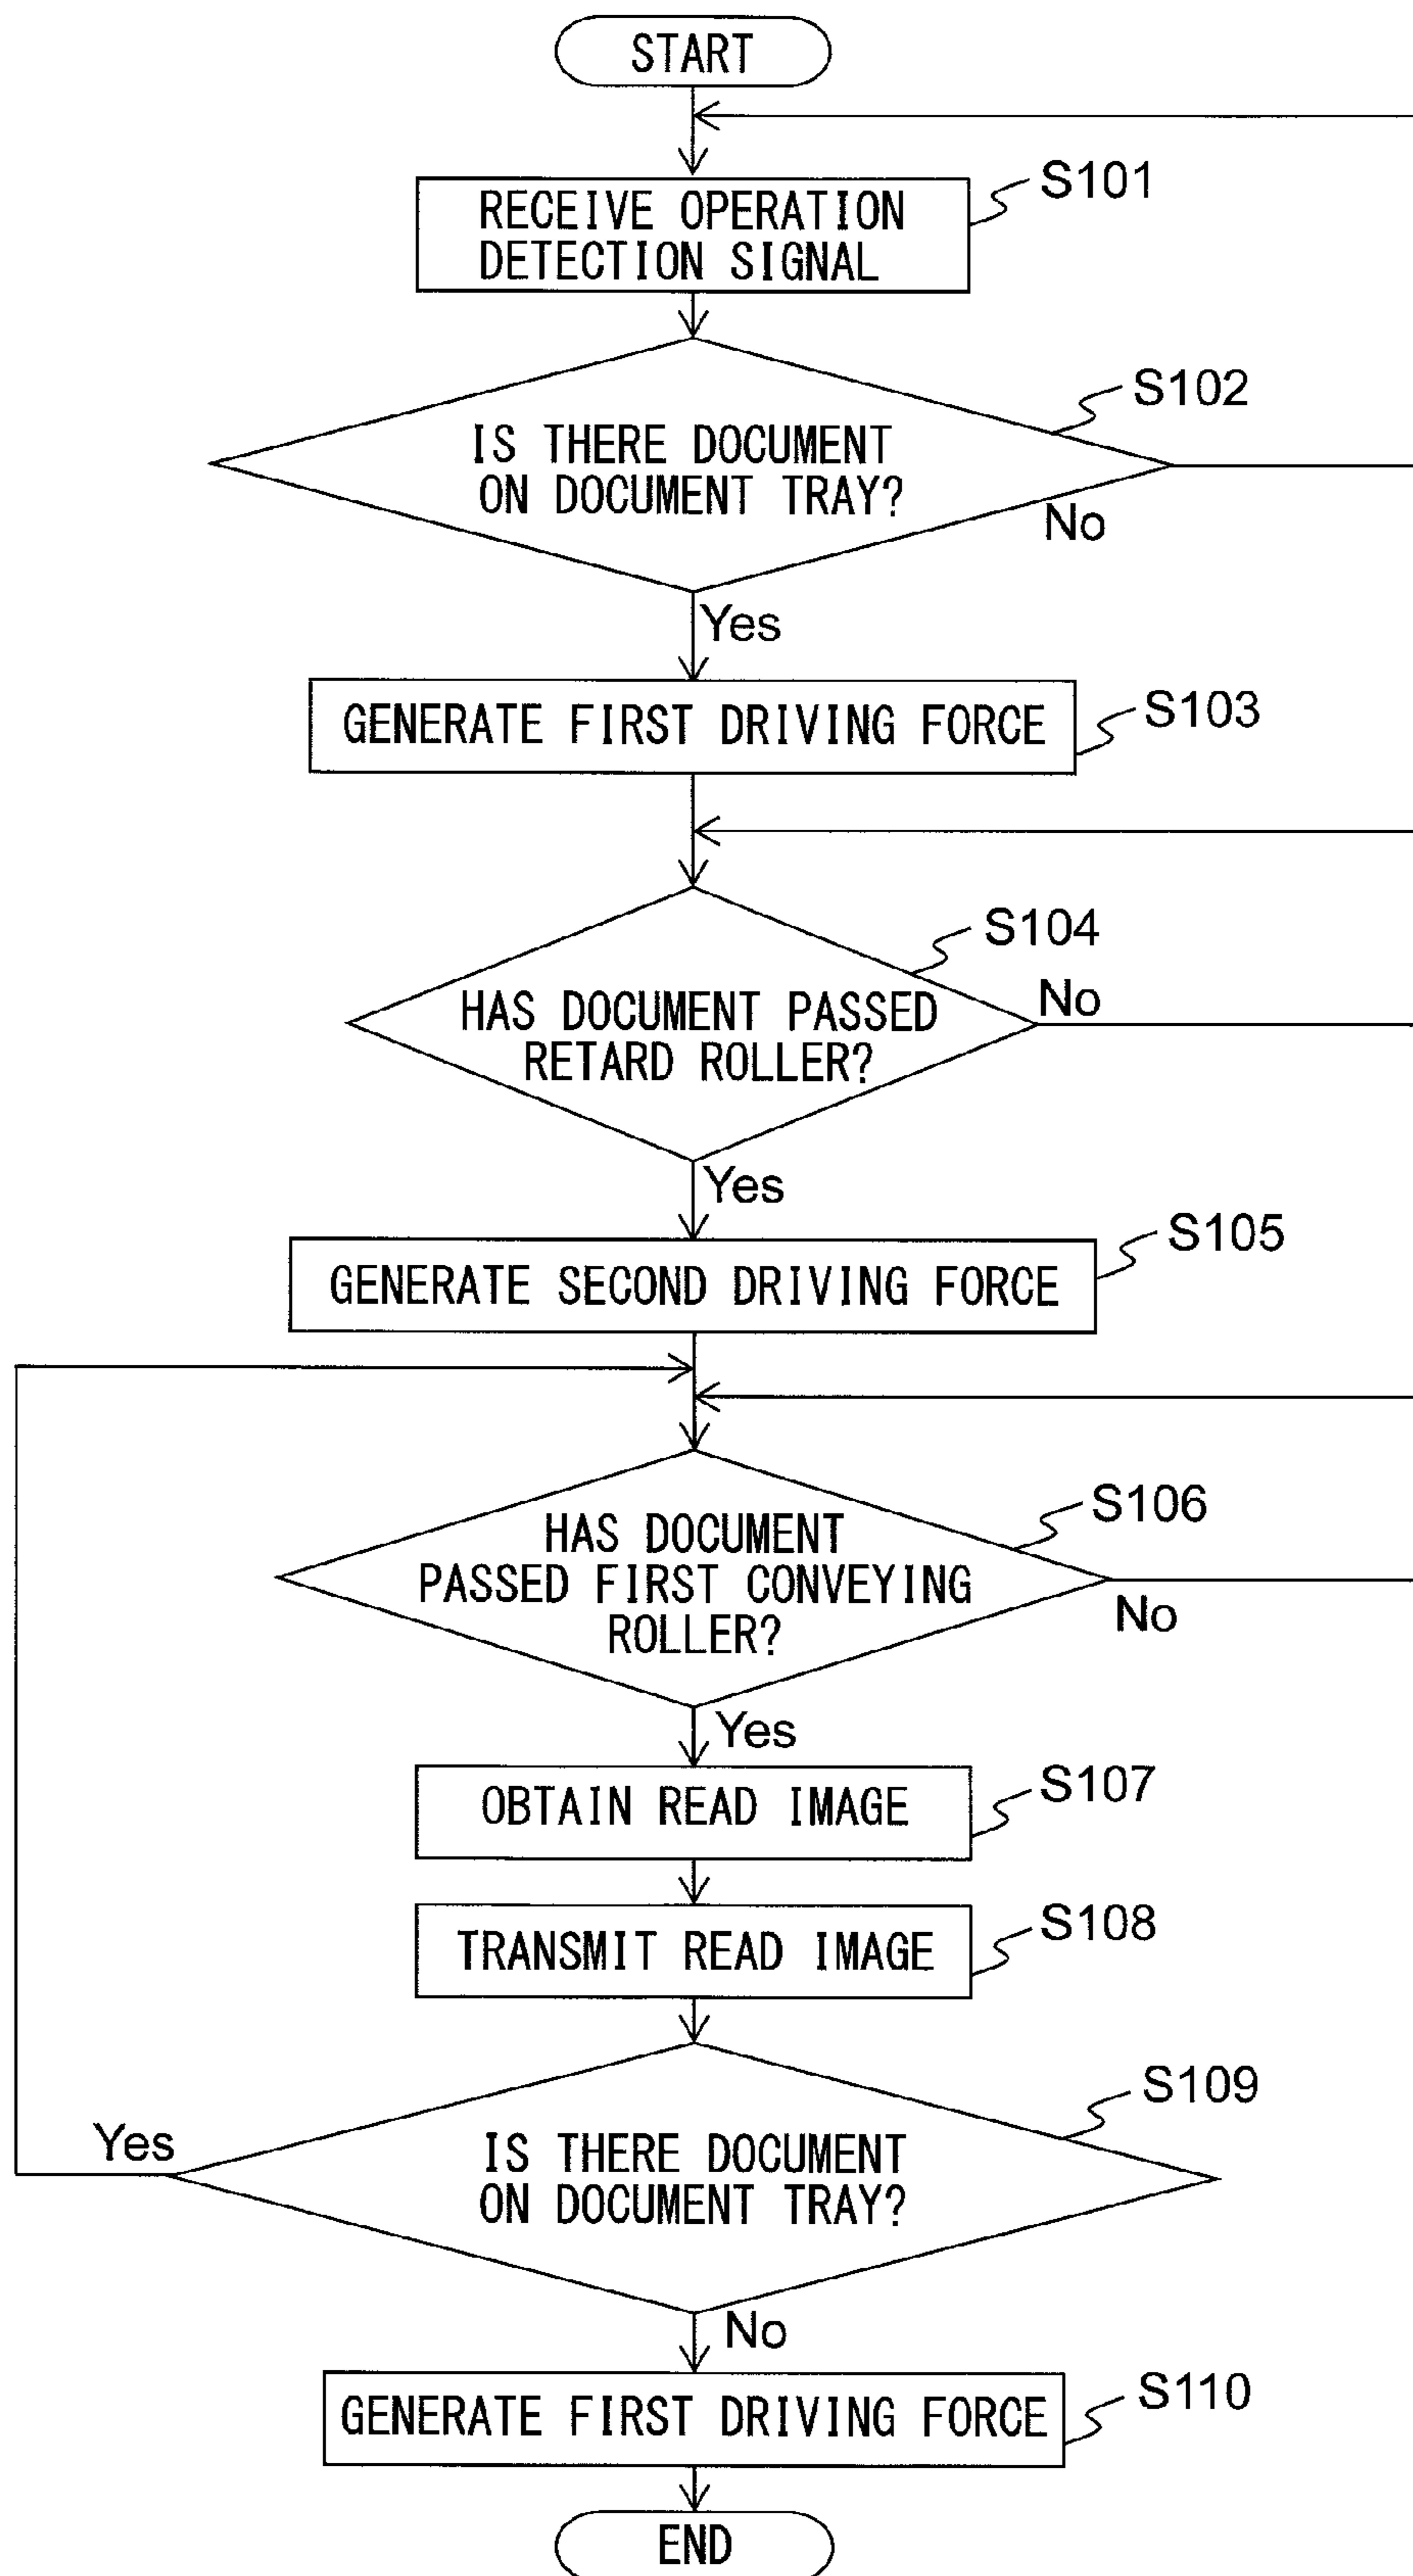 START
S101
RECEIVE OPERATION
DETECTION SIGNAL
S102
IS THERE DOCUMENT
ON DOCUMENT TRAY?
No
Yes
S103
GENERATE FIRST DRIVING FORCE
S104
No
HAS DOCUMENT PASSED
RETARD ROLLER?
Yes
S105
GENERATE SECOND DRIVING FORCE
S106
HAS DOCUMENT
PASSED FIRST CONVEYING
ROLLER?
No
Yes
S107
OBTAIN READ IMAGE
S108
TRANSMIT READ IMAGE
S109
Yes
IS THERE DOCUMENT
ON DOCUMENT TRAY?
No
S110
GENERATE FIRST DRIVING FORCE
END